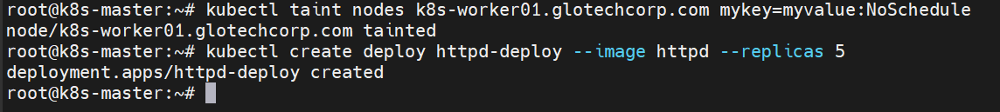 root@k8s-master:~# kubectl taint nodes k8s-worker01.glotechcorp.com mykey=myvalue:NoSchedule
node/k8s-worker01.glotechcorp.com tainted
root@k8s-master:~# kubectl create deploy httpd-deploy --image httpd --replicas 5
deployment.apps/httpd-deploy created
root@k8s-master:~#